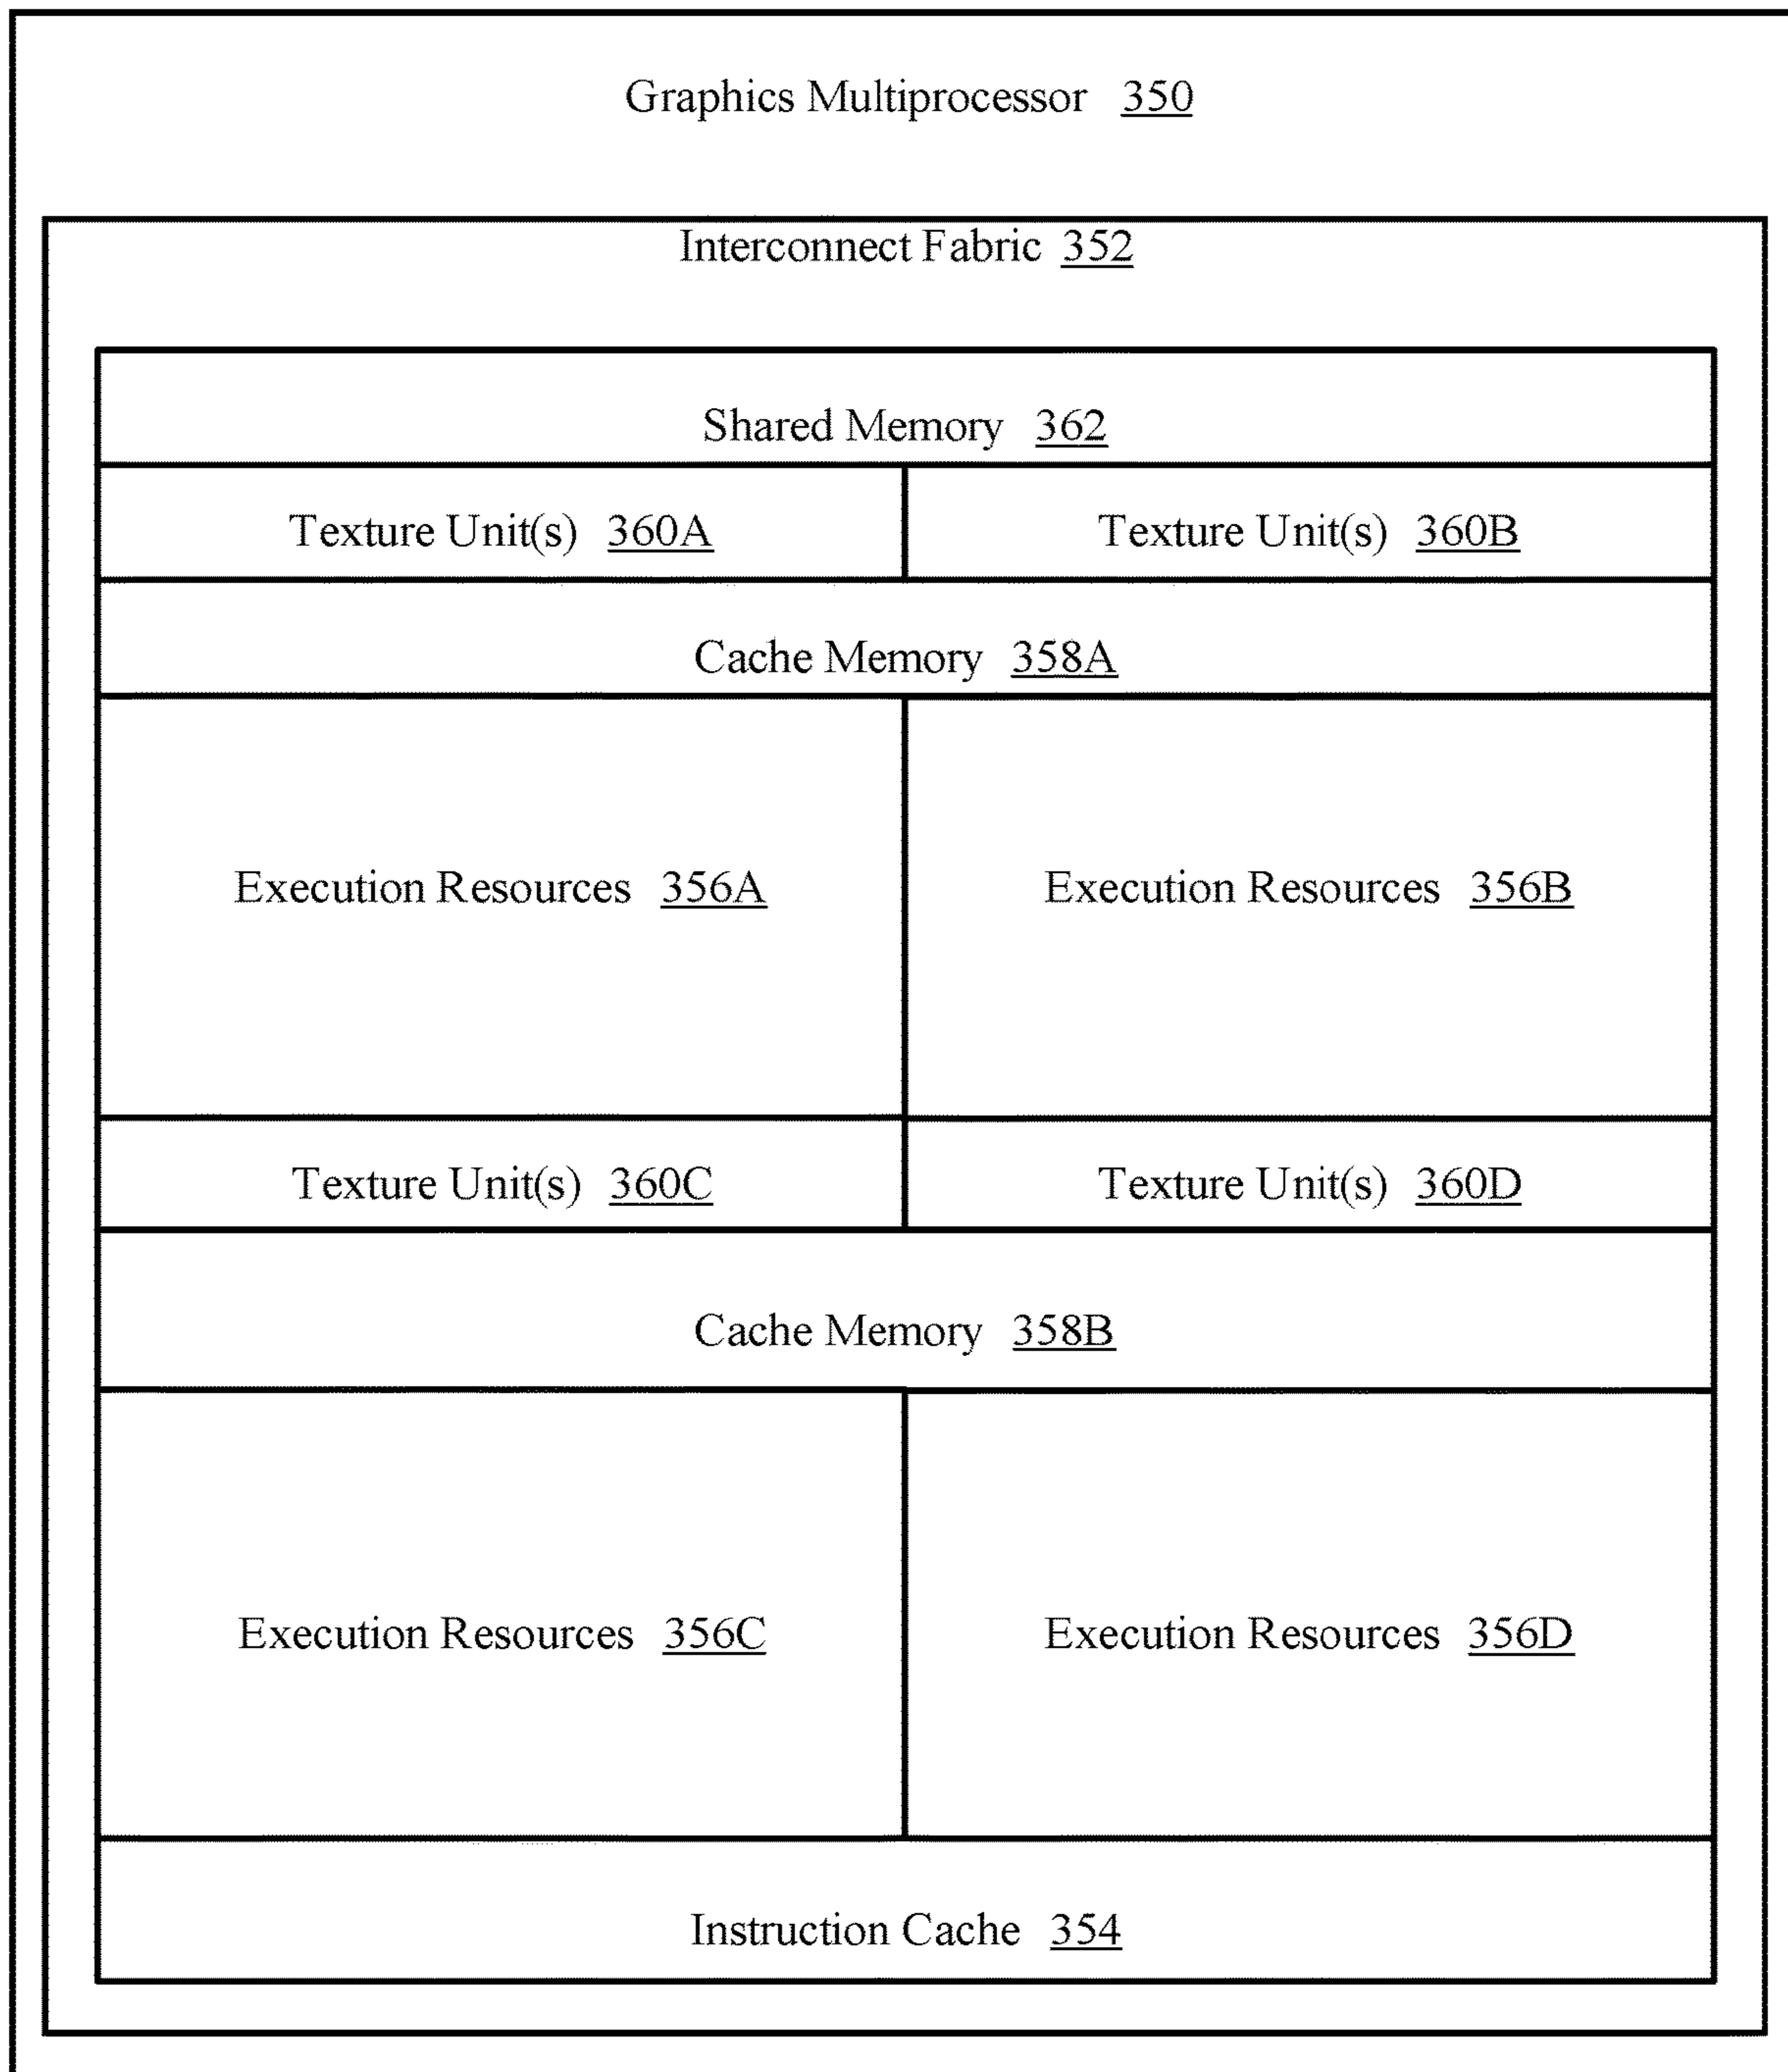 Graphics Multiprocessor 350
Interconnect Fabric 352
Shared Memory 362
Texture Unit(s) 360A
Texture Unit(s) 360B
Cache Memory 358A
Execution Resources 356A
Execution Resources 356B
Texture Unit(s) 360C
Texture Unit(s) 360D
Cache Memory 358B
Execution Resources 356C
Execution Resources 356D
Instruction Cache 354